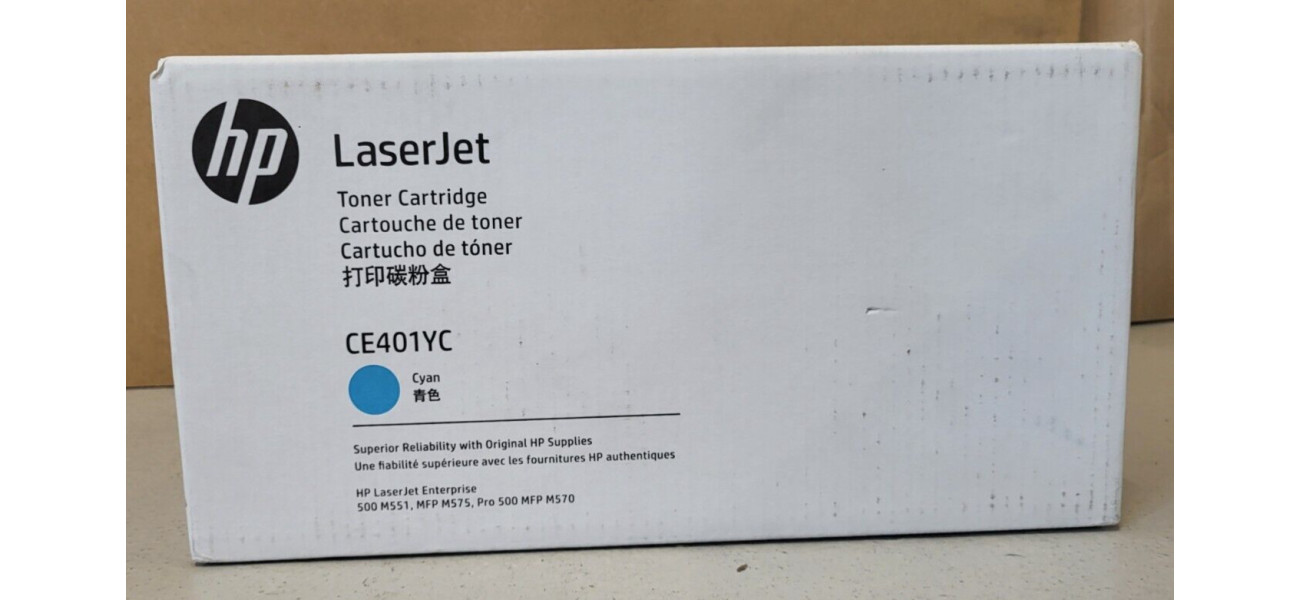 hp
LaserJet
Toner Cartridge
Cartouche de toner
Cartucho de tóner
打印碳粉盒
CE401YC
Cyan
青色
Superior Reliability with Original HP Supplies
Une fiabilité supérieure avec les fournitures HP authentiques
HP LaserJet Enterprise
500 M551, MFP M575, Pro 500 MFP M570